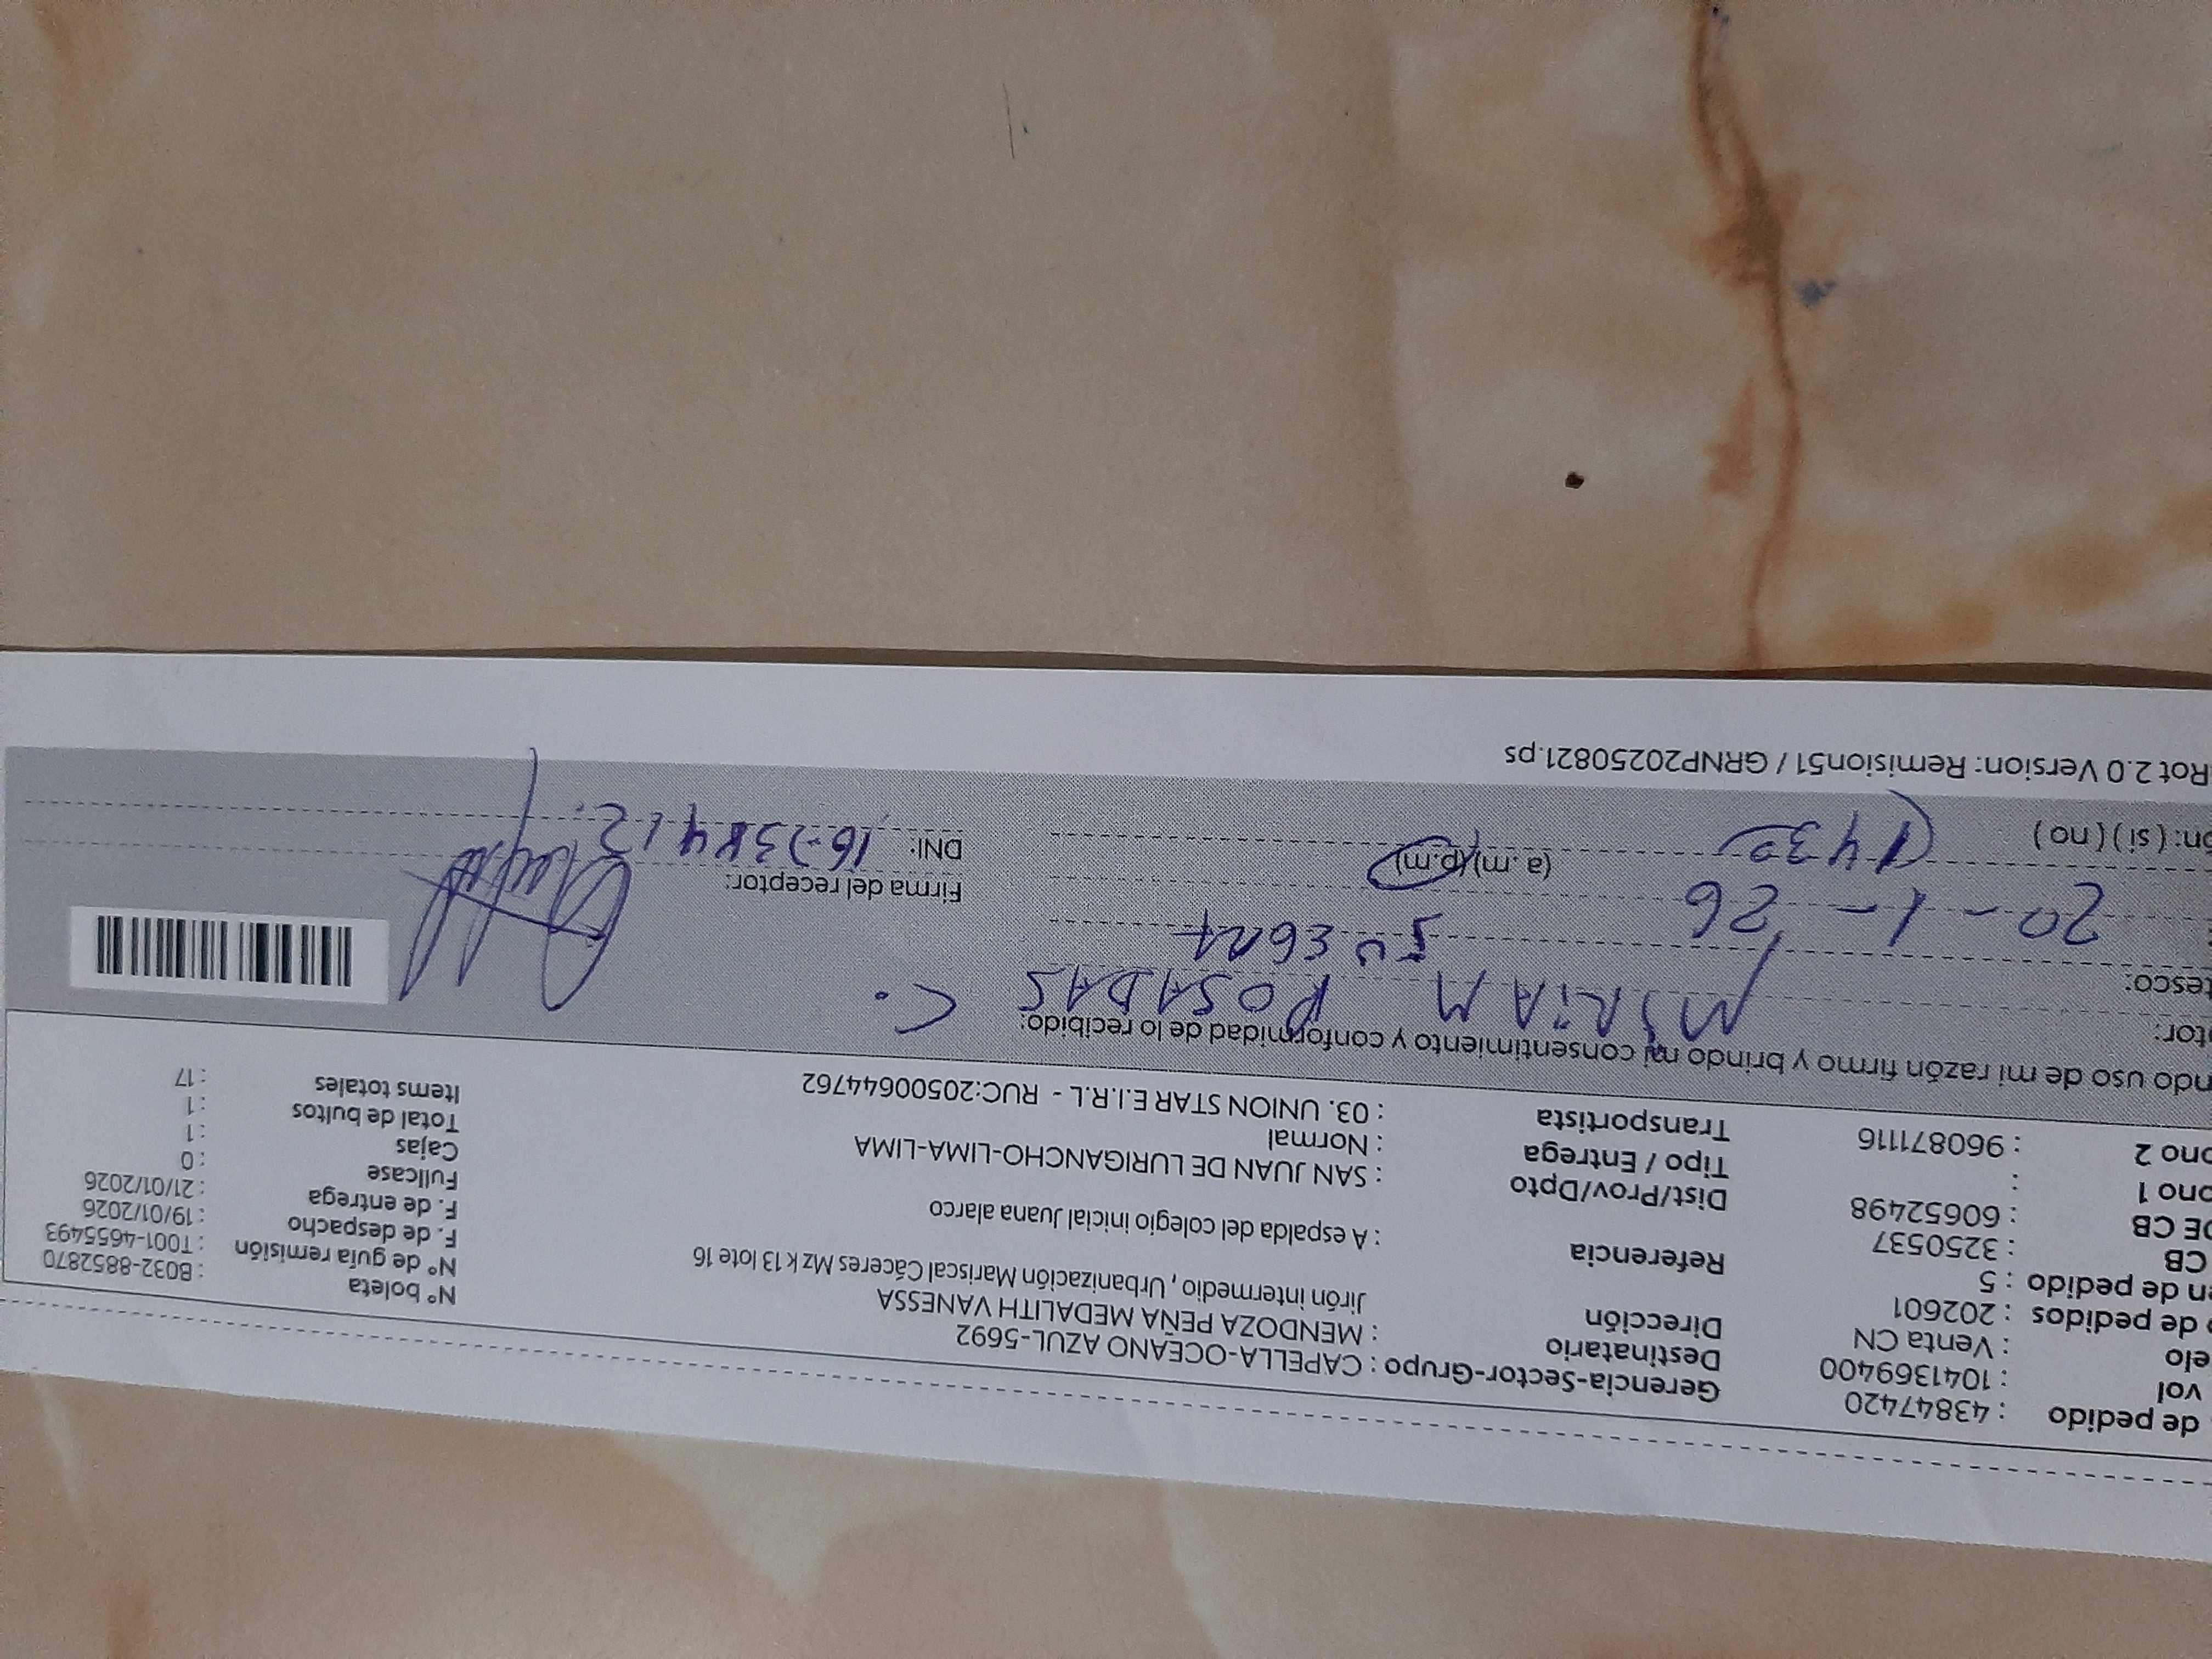 de pedido : 43847420
vol : 1041369400
elo : Venta CN
de pedidos : 202601
n de pedido : 5
CB : 3250537
DE CB : 60652498
ono 1 :
ono 2 : 960871116
Gerencia-Sector-Grupo : CAPELLA-OCEANO AZUL-5692
Destinatario : MENDOZA PEÑA MEDALITH VANESSA
Dirección Jirón intermedio , Urbanización Mariscal Cáceres Mz k 13 lote 16
Referencia : A espalda del colegio inicial Juana alarco
Dist/Prov/Dpto : SAN JUAN DE LURIGANCHO-LIMA-LIMA
Tipo / Entrega : Normal
Transportista : 03. UNION STAR E.I.R.L - RUC:20500644762
Nº boleta : B032-8852870
Nº de guía remisión : T001-4655493
F. de despacho : 19/01/2026
F. de entrega : 21/01/2026
Fullcase : 0
Cajas : 1
Total de bultos : 1
Items totales : 17
ndo uso de mi razón firmo y brindo mi consentimiento y conformidad de lo recibido:
tor: MIRIAM POSADAS C.
tesco: SUEGRA
20 - 1 - 26
(a. m) (p.m)
ón: ( si ) ( no )
1430
Firma del receptor:
DNI:
Rot 2.0 Version: Remision51 / GRNP20250821.ps